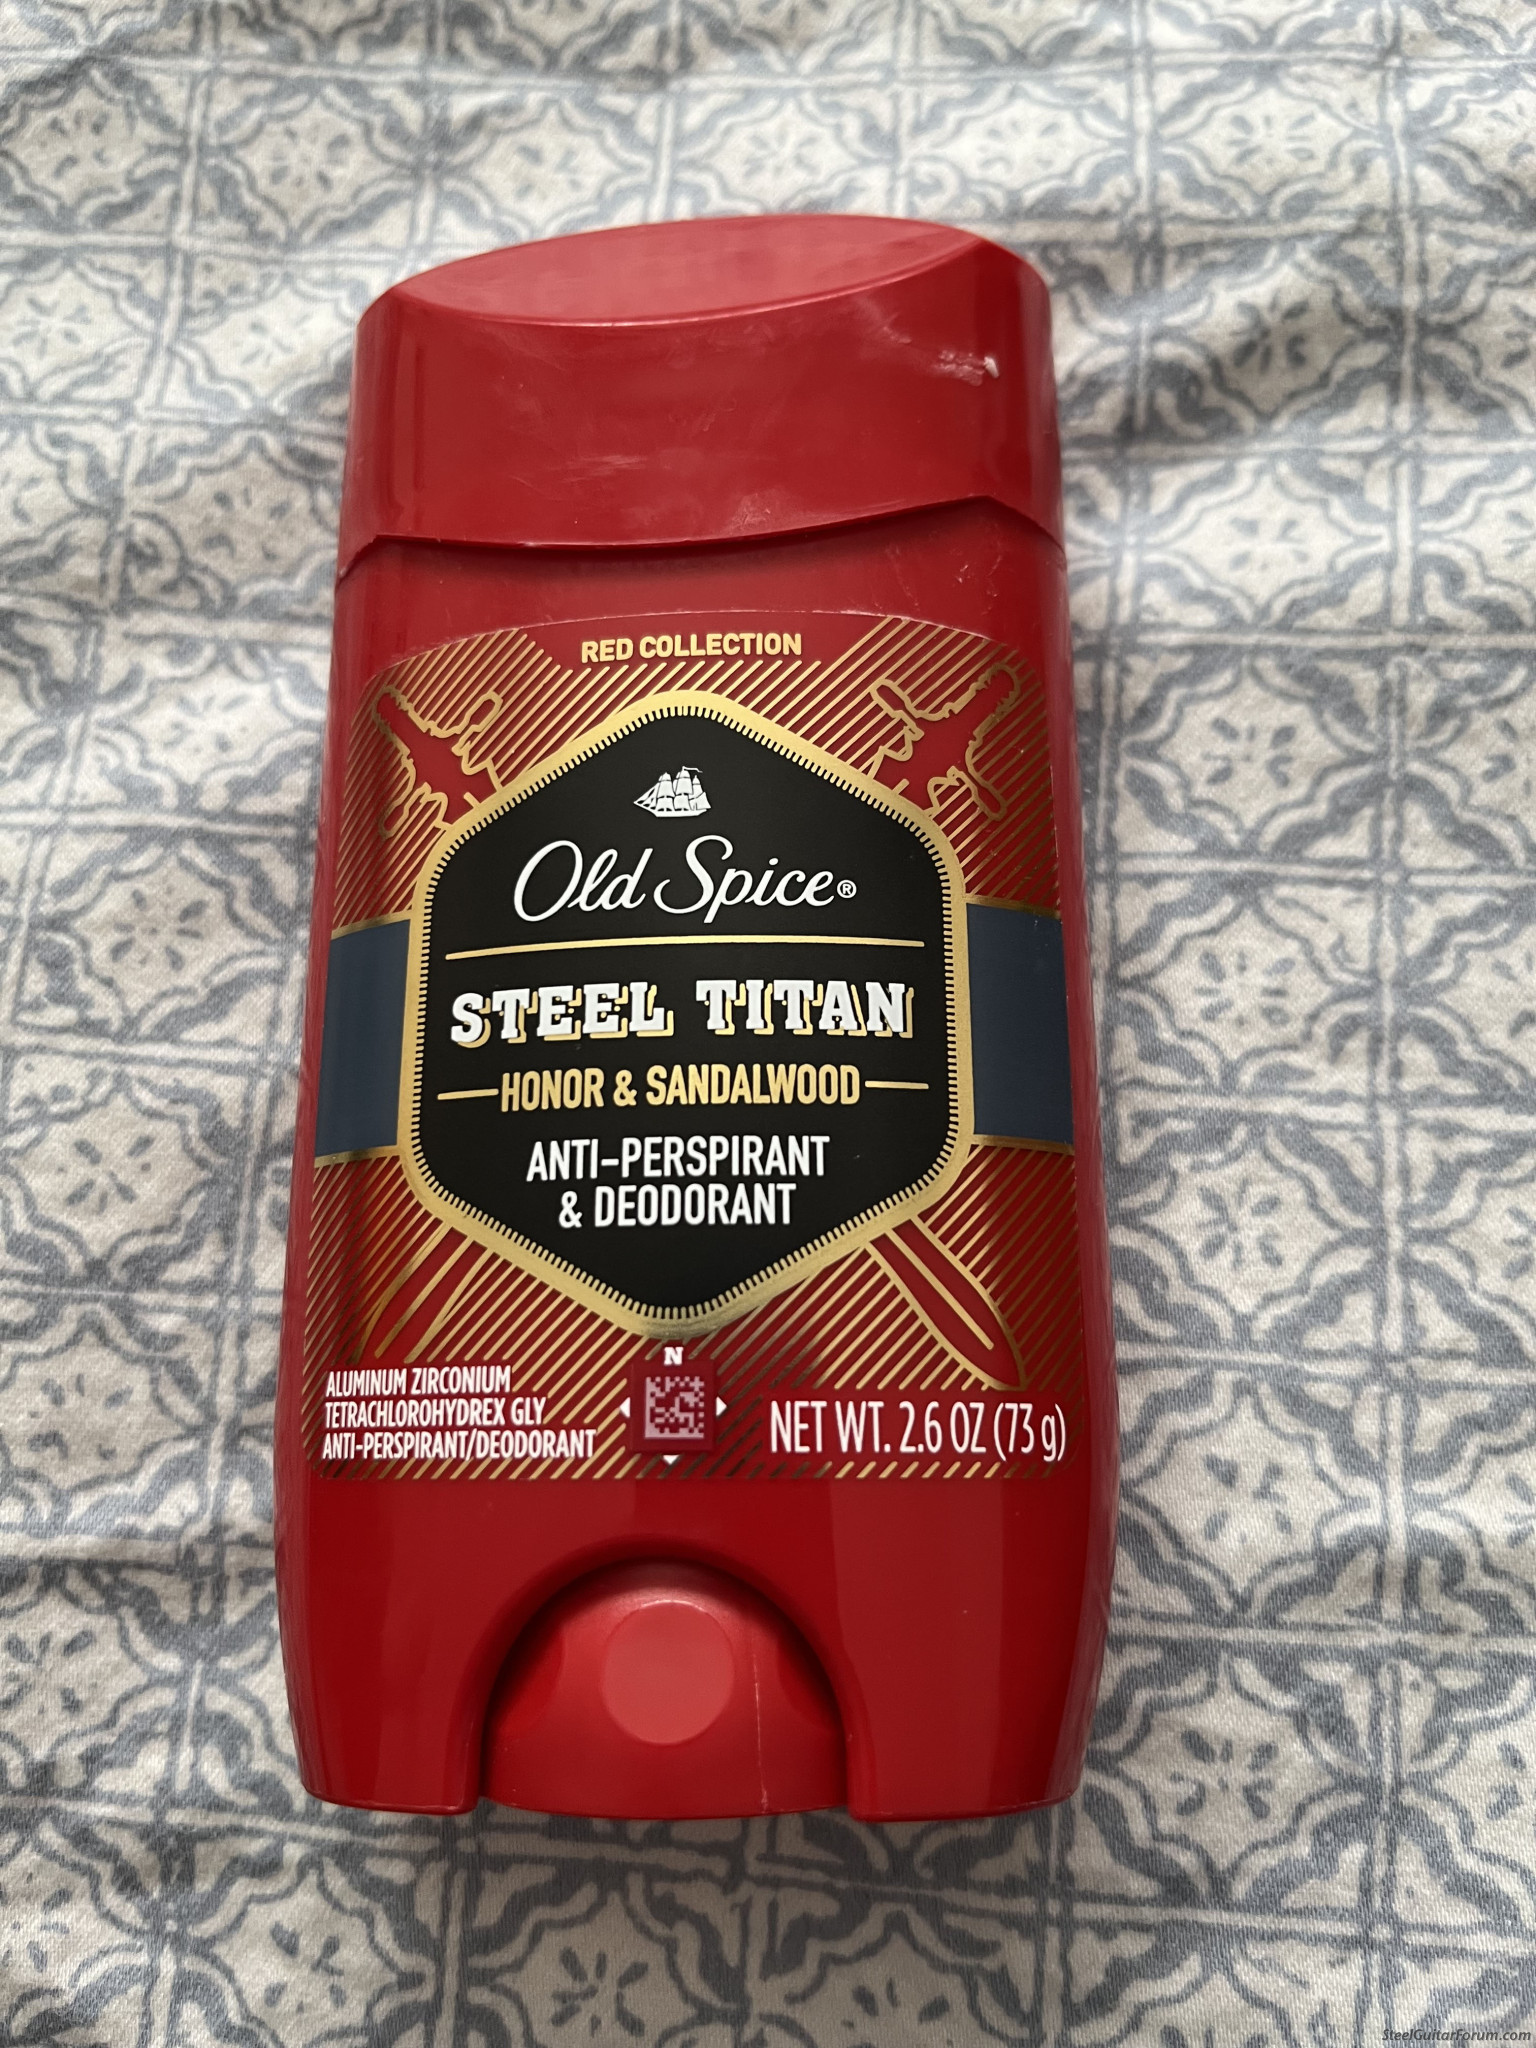 RED COLLECTION
Old Spice®
STEEL TITAN
HONOR & SANDALWOOD
ANTI-PERSPIRANT
& DEODORANT
N
ALUMINUM ZIRCONIUM
TETRACHLOROHYDREX GLY
ANTI-PERSPIRANT/DEODORANT
NET WT. 2.6 OZ (73 g)
SteelGuitarForum.com